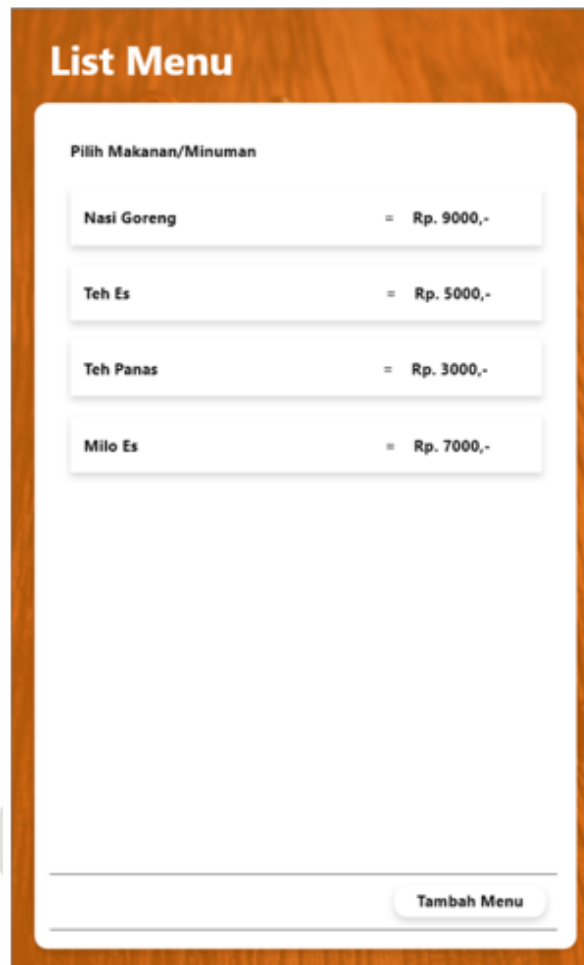 List Menu
Pilih Makanan/Minuman
Nasi Goreng = Rp. 9000,-
Teh Es = Rp. 5000,-
Teh Panas = Rp. 3000,-
Milo Es = Rp. 7000,-
Tambah Menu